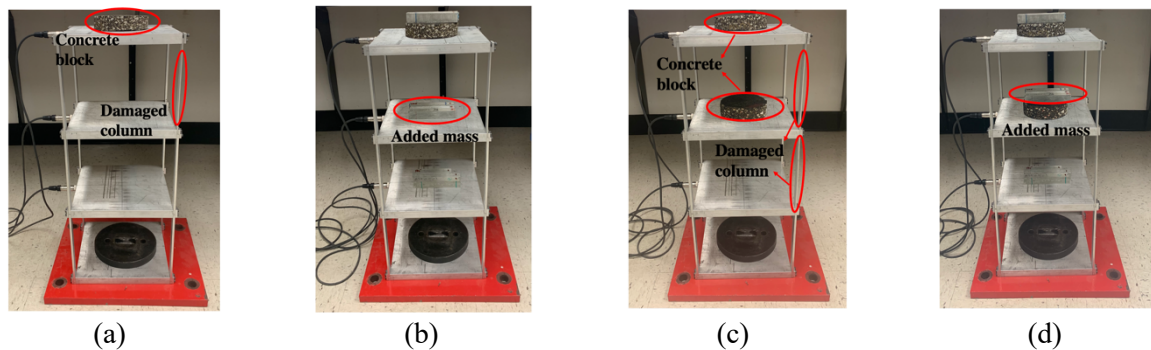 Concrete
block
Damaged
column
Added mass
Concrete
block
Damaged
column
Added mass
(a)
(b)
(c)
(d)